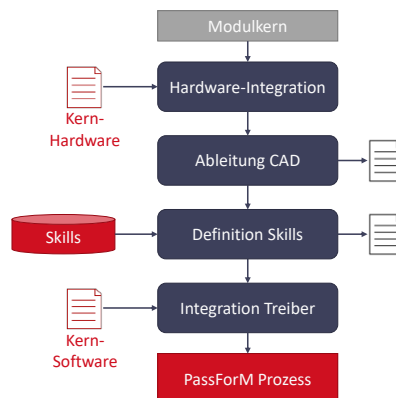 Modulkern
Hardware-Integration
Kern-
Hardware
Ableitung CAD
Skills
Definition Skills
Integration Treiber
Kern-
Software
PassForM Prozess